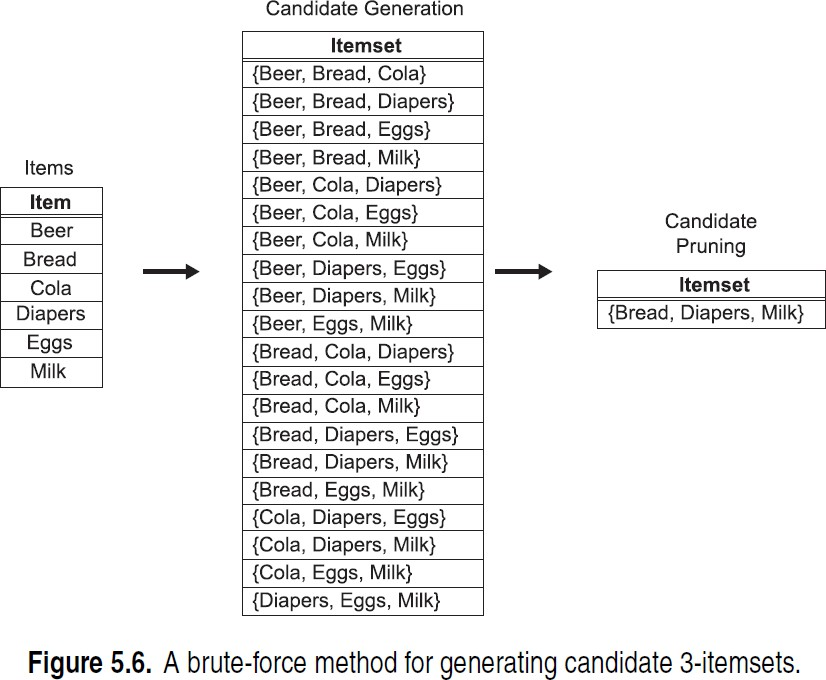 Candidate Generation
Itemset
{Beer, Bread, Cola}
{Beer, Bread, Diapers}
{Beer, Bread, Eggs}
{Beer, Bread, Milk}
{Beer, Cola, Diapers}
{Beer, Cola, Eggs}
{Beer, Cola, Milk}
{Beer, Diapers, Eggs}
{Beer, Diapers, Milk}
{Beer, Eggs, Milk}
{Bread, Cola, Diapers}
{Bread, Cola, Eggs}
{Bread, Cola, Milk}
{Bread, Diapers, Eggs}
{Bread, Diapers, Milk}
{Bread, Eggs, Milk}
{Cola, Diapers, Eggs}
{Cola, Diapers, Milk}
{Cola, Eggs, Milk}
{Diapers, Eggs, Milk}
Items
Item
Beer
Bread
Cola
Diapers
Eggs
Milk
Candidate
Pruning
Itemset
{Bread, Diapers, Milk}
Figure 5.6. A brute-force method for generating candidate 3-itemsets.